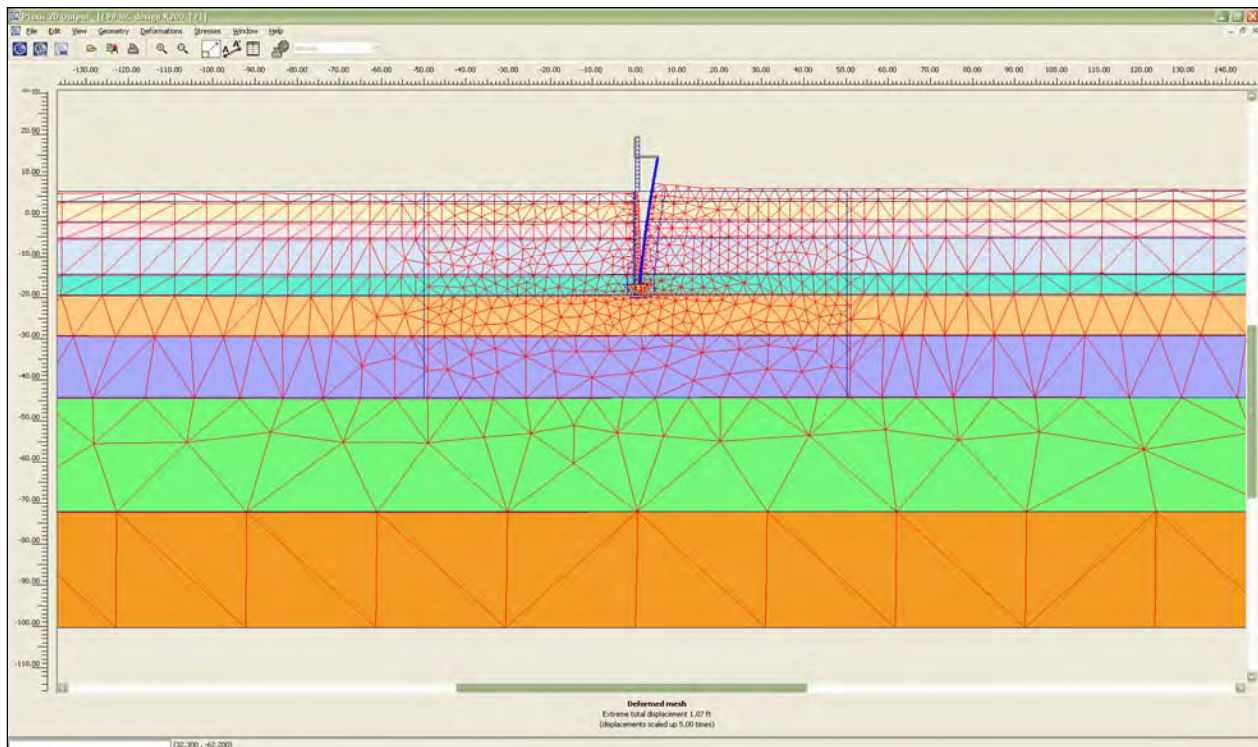 Plaxis 2D Output
File Edit View Geometry Deformations Stresses Window Help
-130.00 -120.00 -110.00 -100.00 -90.00 -80.00 -70.00 -60.00 -50.00 -40.00 -30.00 -20.00 -10.00 0.00 10.00 20.00 30.00 40.00 50.00 60.00 70.00 80.00 90.00 100.00 110.00 120.00 130.00 140.00
20.00
10.00
0.00
-10.00
-20.00
-30.00
-40.00
-50.00
-60.00
-70.00
-80.00
-90.00
-100.00
-110.00
Deformed mesh
Extreme total displacement 1.07 ft
(displacements scaled up 5.00 times)
(32.300 , -62.200)